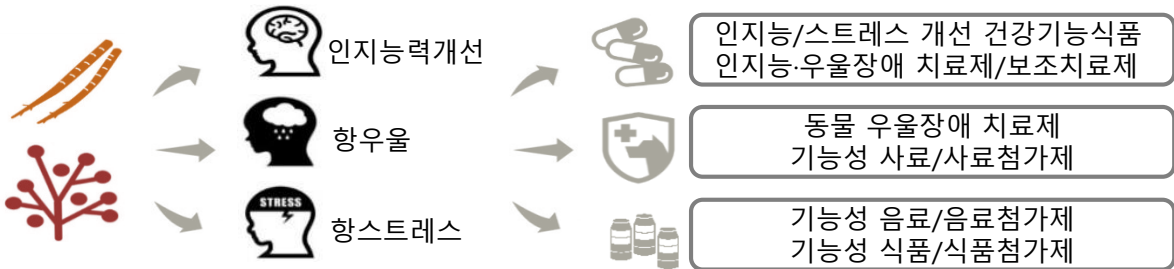 인지능력개선
항우울
STRESS
항스트레스
인지능/스트레스 개선 건강기능식품
인지능·우울장애 치료제/보조치료제
동물 우울장애 치료제
기능성 사료/사료첨가제
기능성 음료/음료첨가제
기능성 식품/식품첨가제